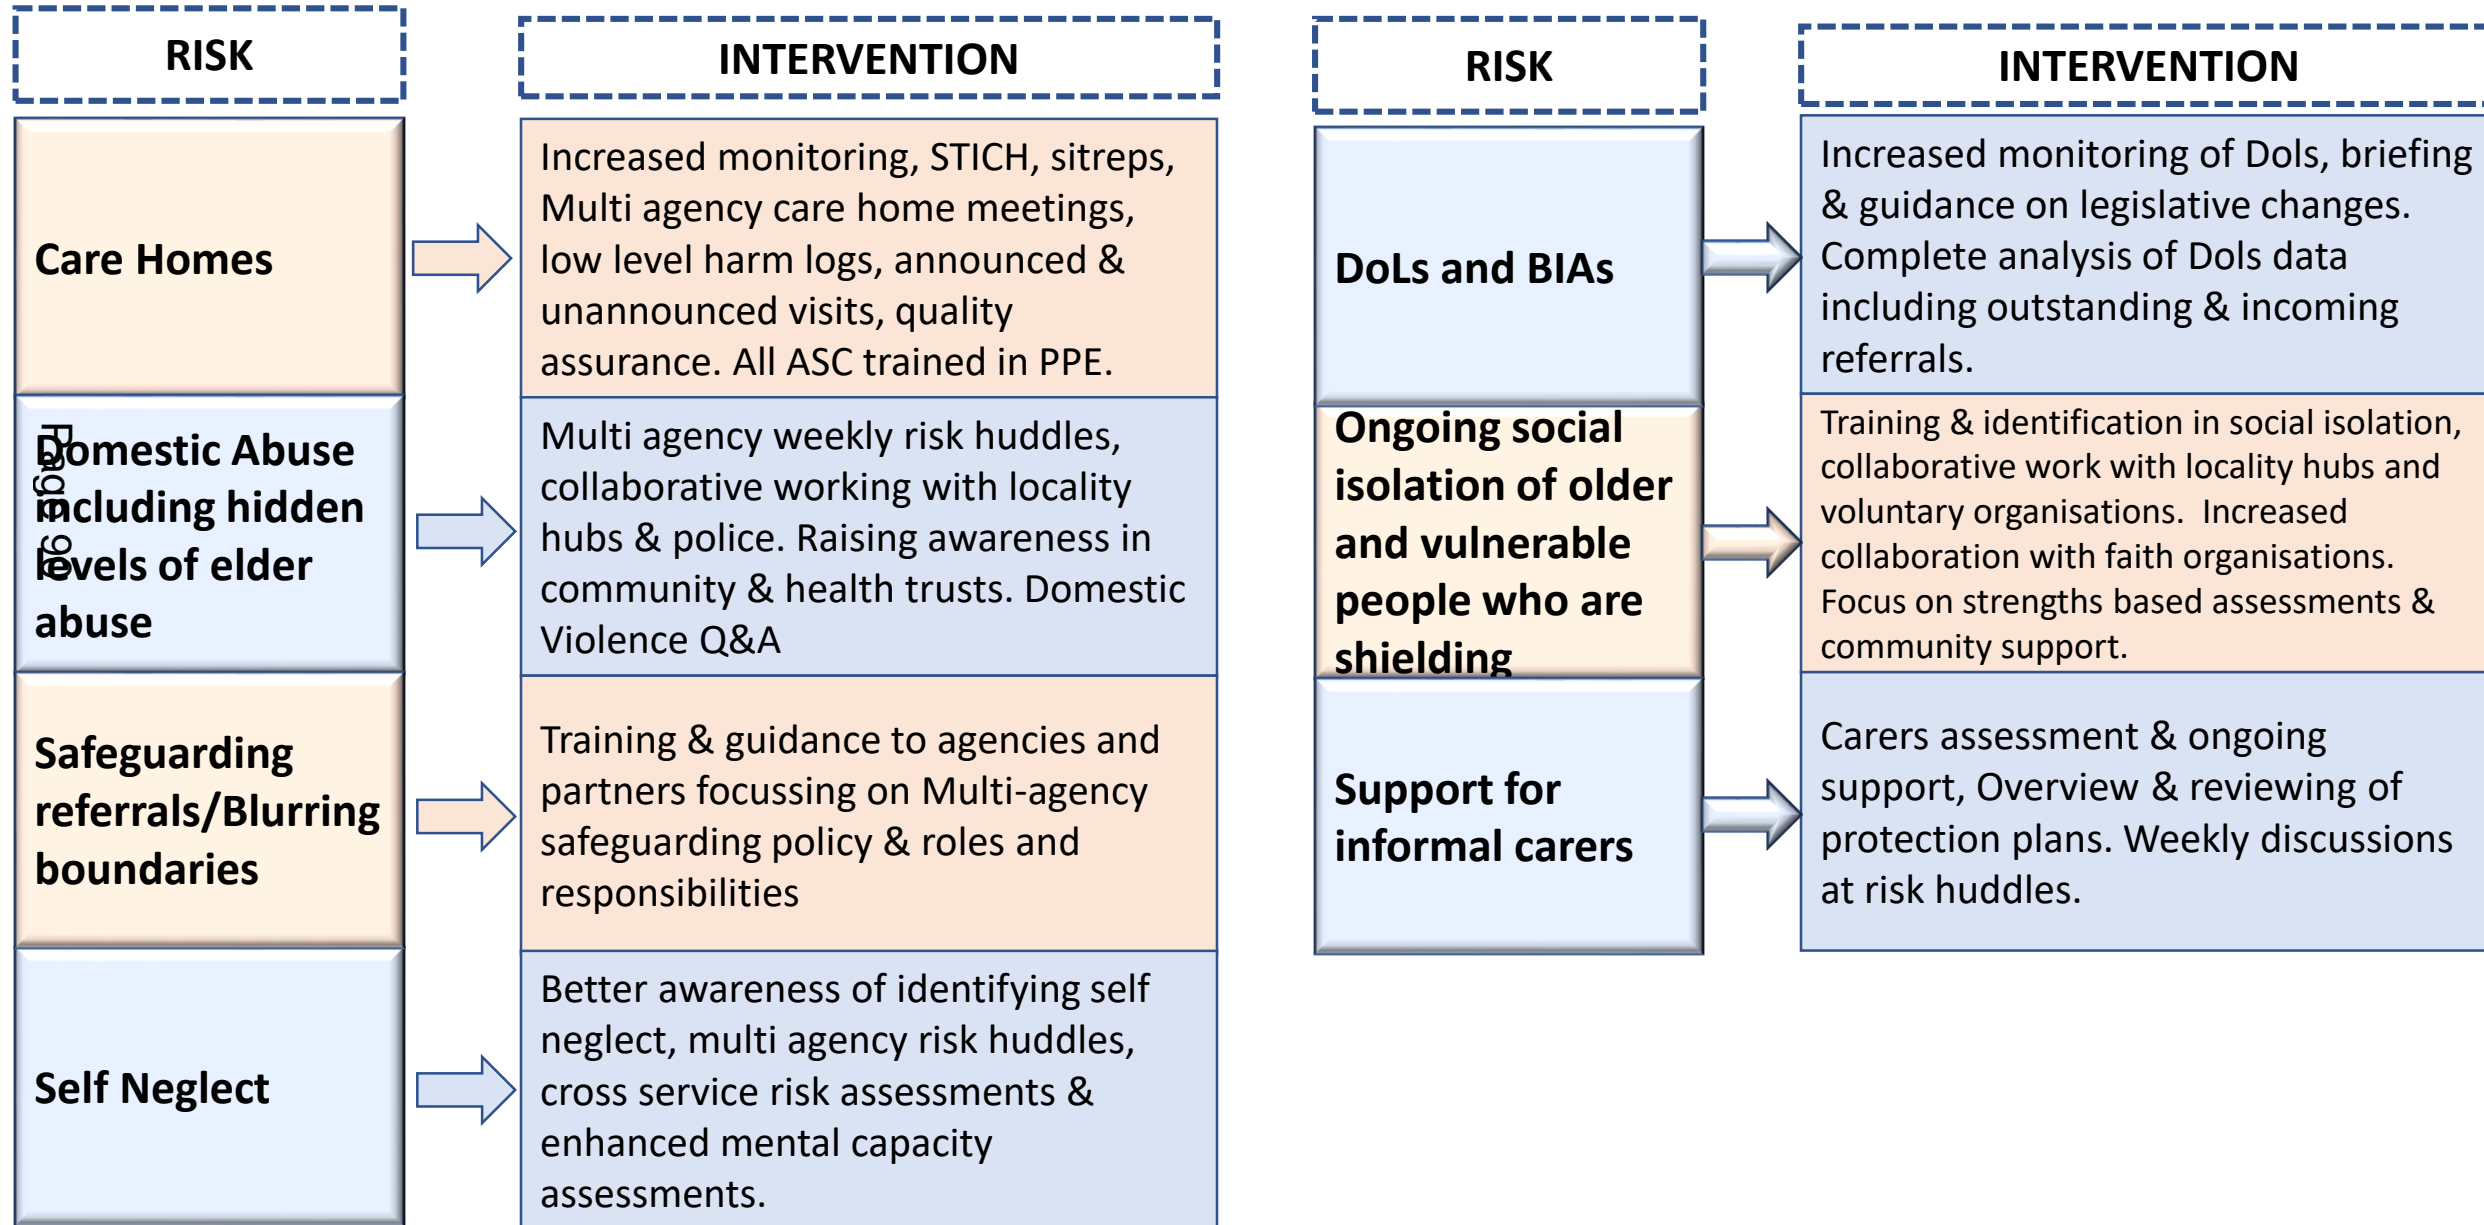 RISK
INTERVENTION
Care Homes
Increased monitoring, STICH, sitreps,
Multi agency care home meetings,
low level harm logs, announced &
unannounced visits, quality
assurance. All ASC trained in PPE.
Domestic Abuse
including hidden
levels of elder
abuse
Multi agency weekly risk huddles,
collaborative working with locality
hubs & police. Raising awareness in
community & health trusts. Domestic
Violence Q&A
Safeguarding
referrals/Blurring
boundaries
Training & guidance to agencies and
partners focussing on Multi-agency
safeguarding policy & roles and
responsibilities
Self Neglect
Better awareness of identifying self
neglect, multi agency risk huddles,
cross service risk assessments &
enhanced mental capacity
assessments.
RISK
INTERVENTION
DoLs and BIAs
Increased monitoring of Dols, briefing
& guidance on legislative changes.
Complete analysis of Dols data
including outstanding & incoming
referrals.
Ongoing social
isolation of older
and vulnerable
people who are
shielding
Training & identification in social isolation,
collaborative work with locality hubs and
voluntary organisations.  Increased
collaboration with faith organisations.
Focus on strengths based assessments &
community support.
Support for
informal carers
Carers assessment & ongoing
support, Overview & reviewing of
protection plans. Weekly discussions
at risk huddles.
Page